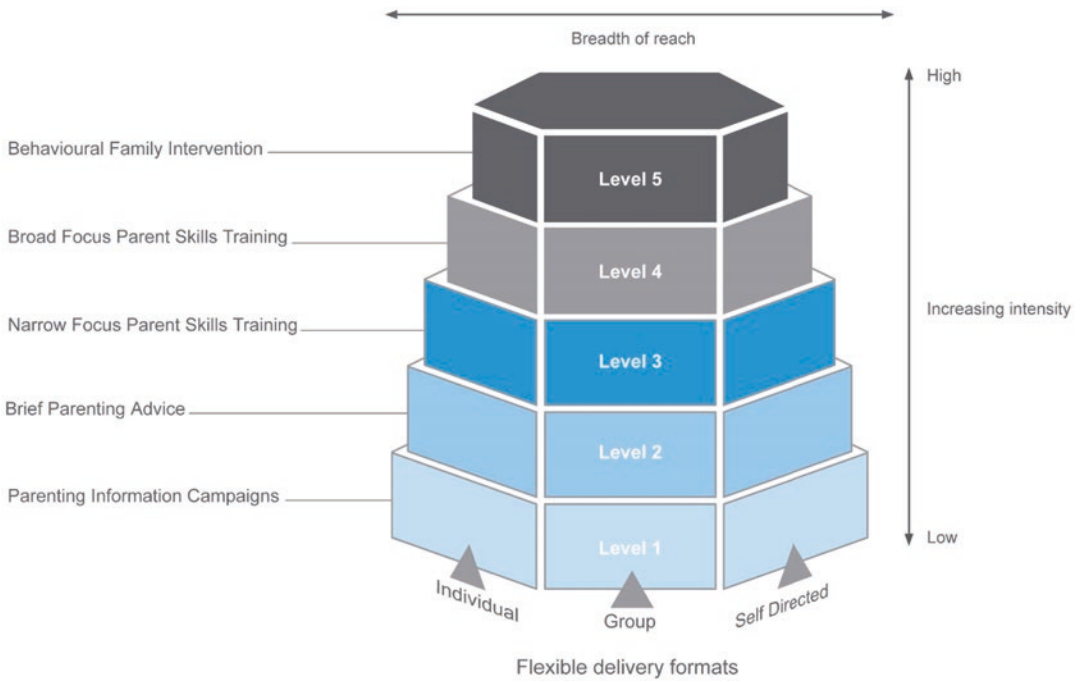 Breadth of reach
High
Behavioural Family Intervention
Level 5
Broad Focus Parent Skills Training
Level 4
Increasing intensity
Narrow Focus Parent Skills Training
Level 3
Brief Parenting Advice
Level 2
Parenting Information Campaigns
Level 1
Low
Individual
Group
Self Directed
Flexible delivery formats